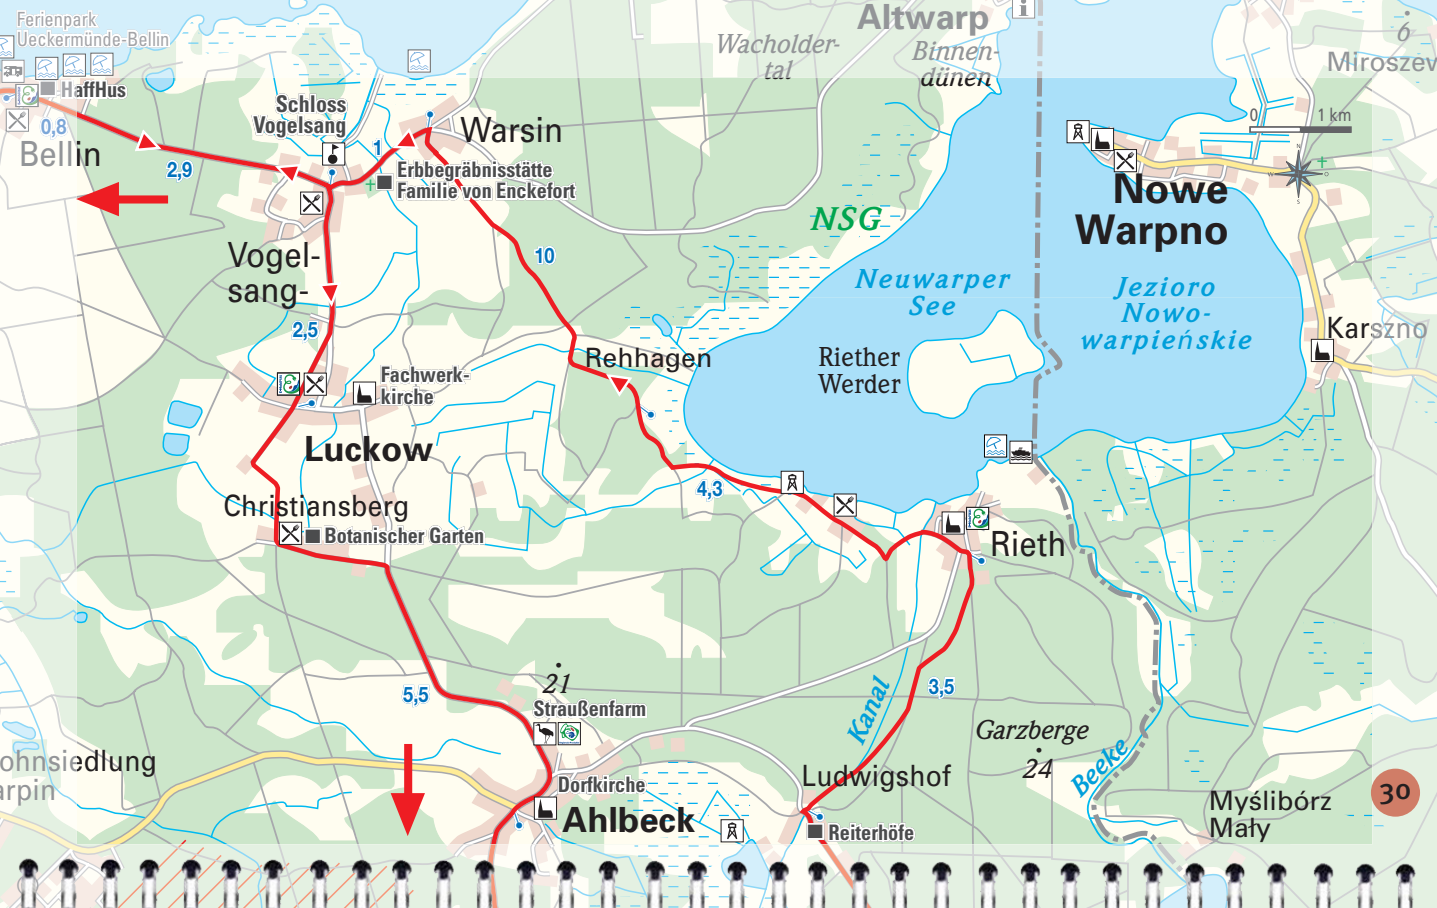 Ferienpark
Ueckermünde-Bellin
HaffHus
0,8
Bellin
2,9
Schloss
Vogelsang
1
Warsin
Erbbegräbnisstätte
Familie von Enckefort
Wacholder-
tal
Altwarp
i
Binnen-
dünen
6
Miroszew
0
1 km
N
W
S
Nowe
Warpno
NSG
Vogel-
sang-
10
Neuwarper
See
Jezioro
Nowo-
warpieńskie
2,5
Karszno
Rehhagen
Riether
Werder
Fachwerk-
kirche
Luckow
4,3
Christiansberg
Botanischer Garten
Rieth
21
5,5
3,5
Straußenfarm
Kanal
Garzberge
24
Beeke
ohnsiedlung
arpin
Dorfkirche
Ludwigshof
Ahlbeck
Reiterhöfe
Myślibórz
Mały
30